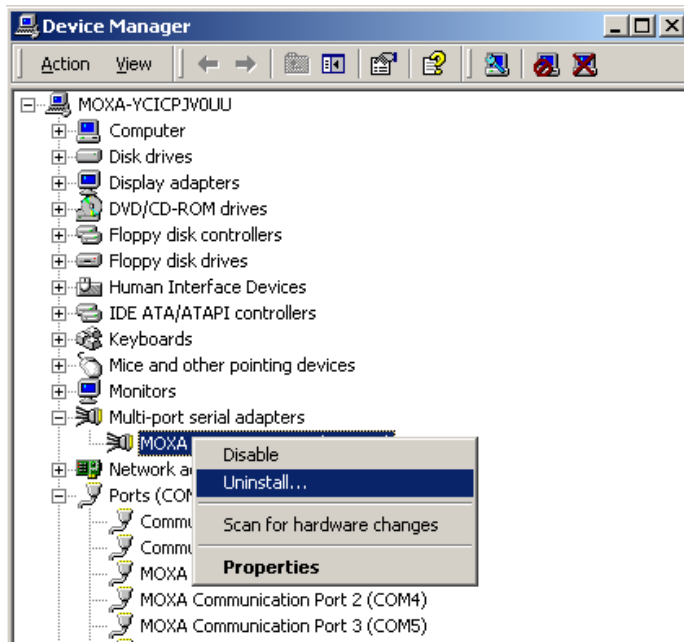 Device Manager
Action View
MOXA-YCICPJV0UU
Computer
Disk drives
Display adapters
DVD/CD-ROM drives
Floppy disk controllers
Floppy disk drives
Human Interface Devices
IDE ATA/ATAPI controllers
Keyboards
Mice and other pointing devices
Monitors
Multi-port serial adapters
MOXA
Disable
Network
Uninstall...
Ports (COM
Scan for hardware changes
Properties
MOXA
MOXA Communication Port 2 (COM4)
MOXA Communication Port 3 (COM5)